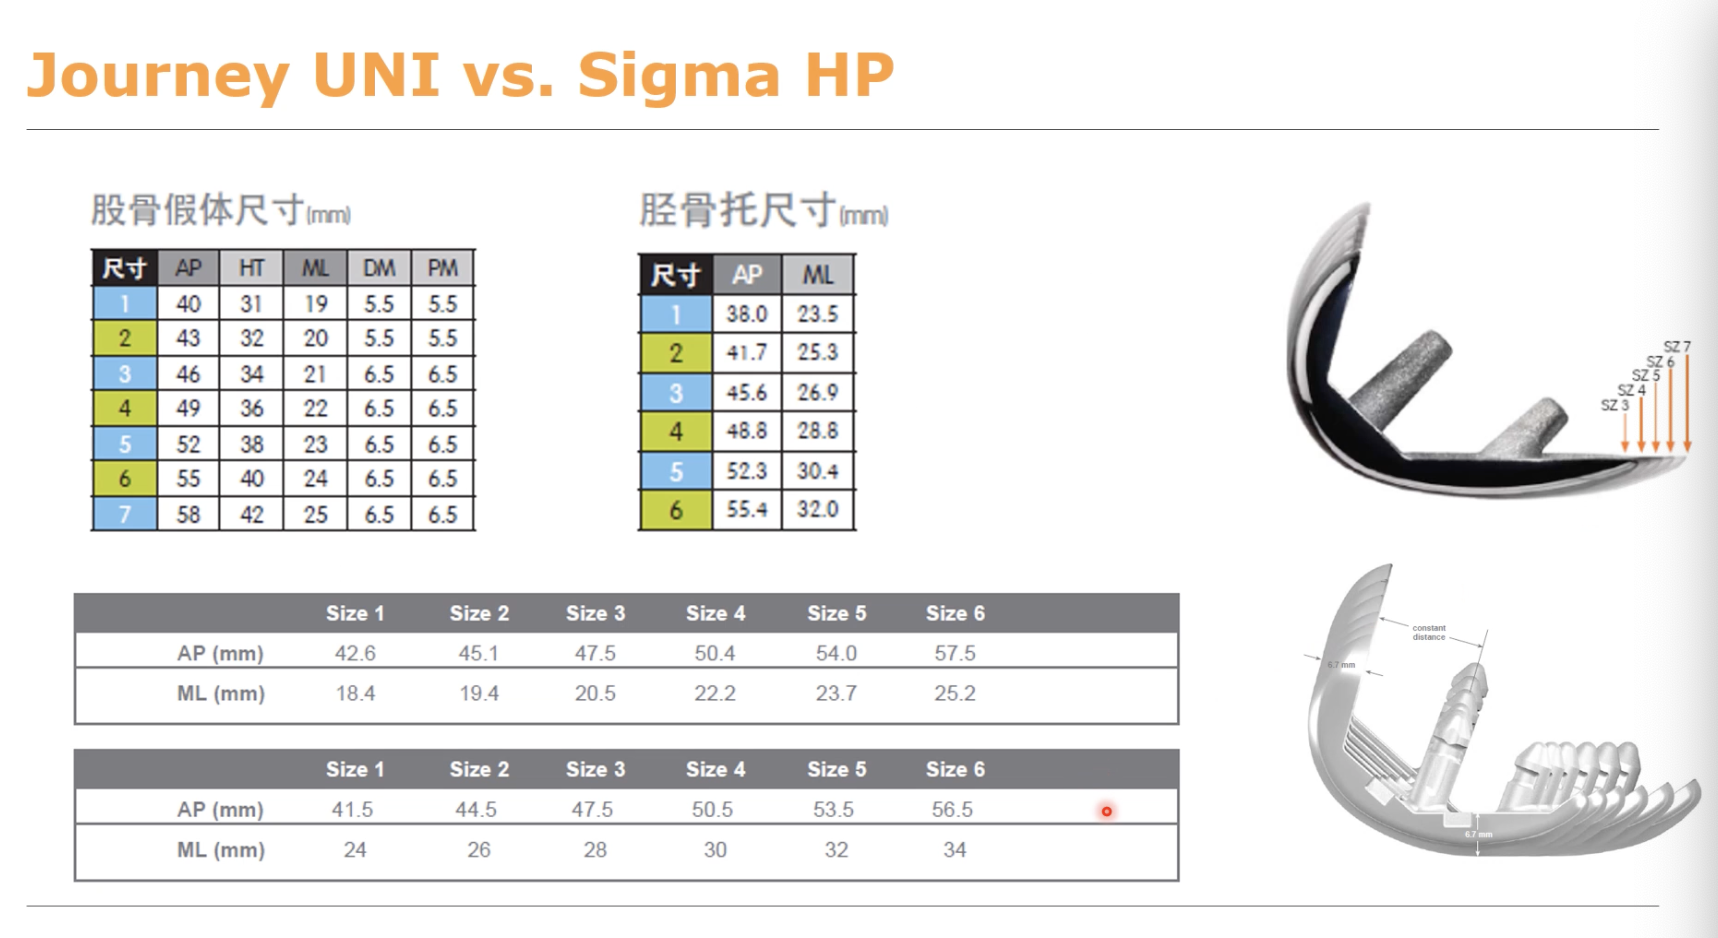 Journey UNI vs. Sigma HP
股骨假体尺寸(mm)
尺寸 AP HT ML DM PM
1 40 31 19 5.5 5.5
2 43 32 20 5.5 5.5
3 46 34 21 6.5 6.5
4 49 36 22 6.5 6.5
5 52 38 23 6.5 6.5
6 55 40 24 6.5 6.5
7 58 42 25 6.5 6.5
胫骨托尺寸(mm)
尺寸 AP ML
1 38.0 23.5
2 41.7 25.3
3 45.6 26.9
4 48.8 28.8
5 52.3 30.4
6 55.4 32.0
SZ 7
SZ 6
SZ 5
SZ 4
SZ 3
Size 1 Size 2 Size 3 Size 4 Size 5 Size 6
AP (mm) 42.6 45.1 47.5 50.4 54.0 57.5
ML (mm) 18.4 19.4 20.5 22.2 23.7 25.2
Size 1 Size 2 Size 3 Size 4 Size 5 Size 6
AP (mm) 41.5 44.5 47.5 50.5 53.5 56.5
ML (mm) 24 26 28 30 32 34
constant
distance
6.7 mm
6.7 mm